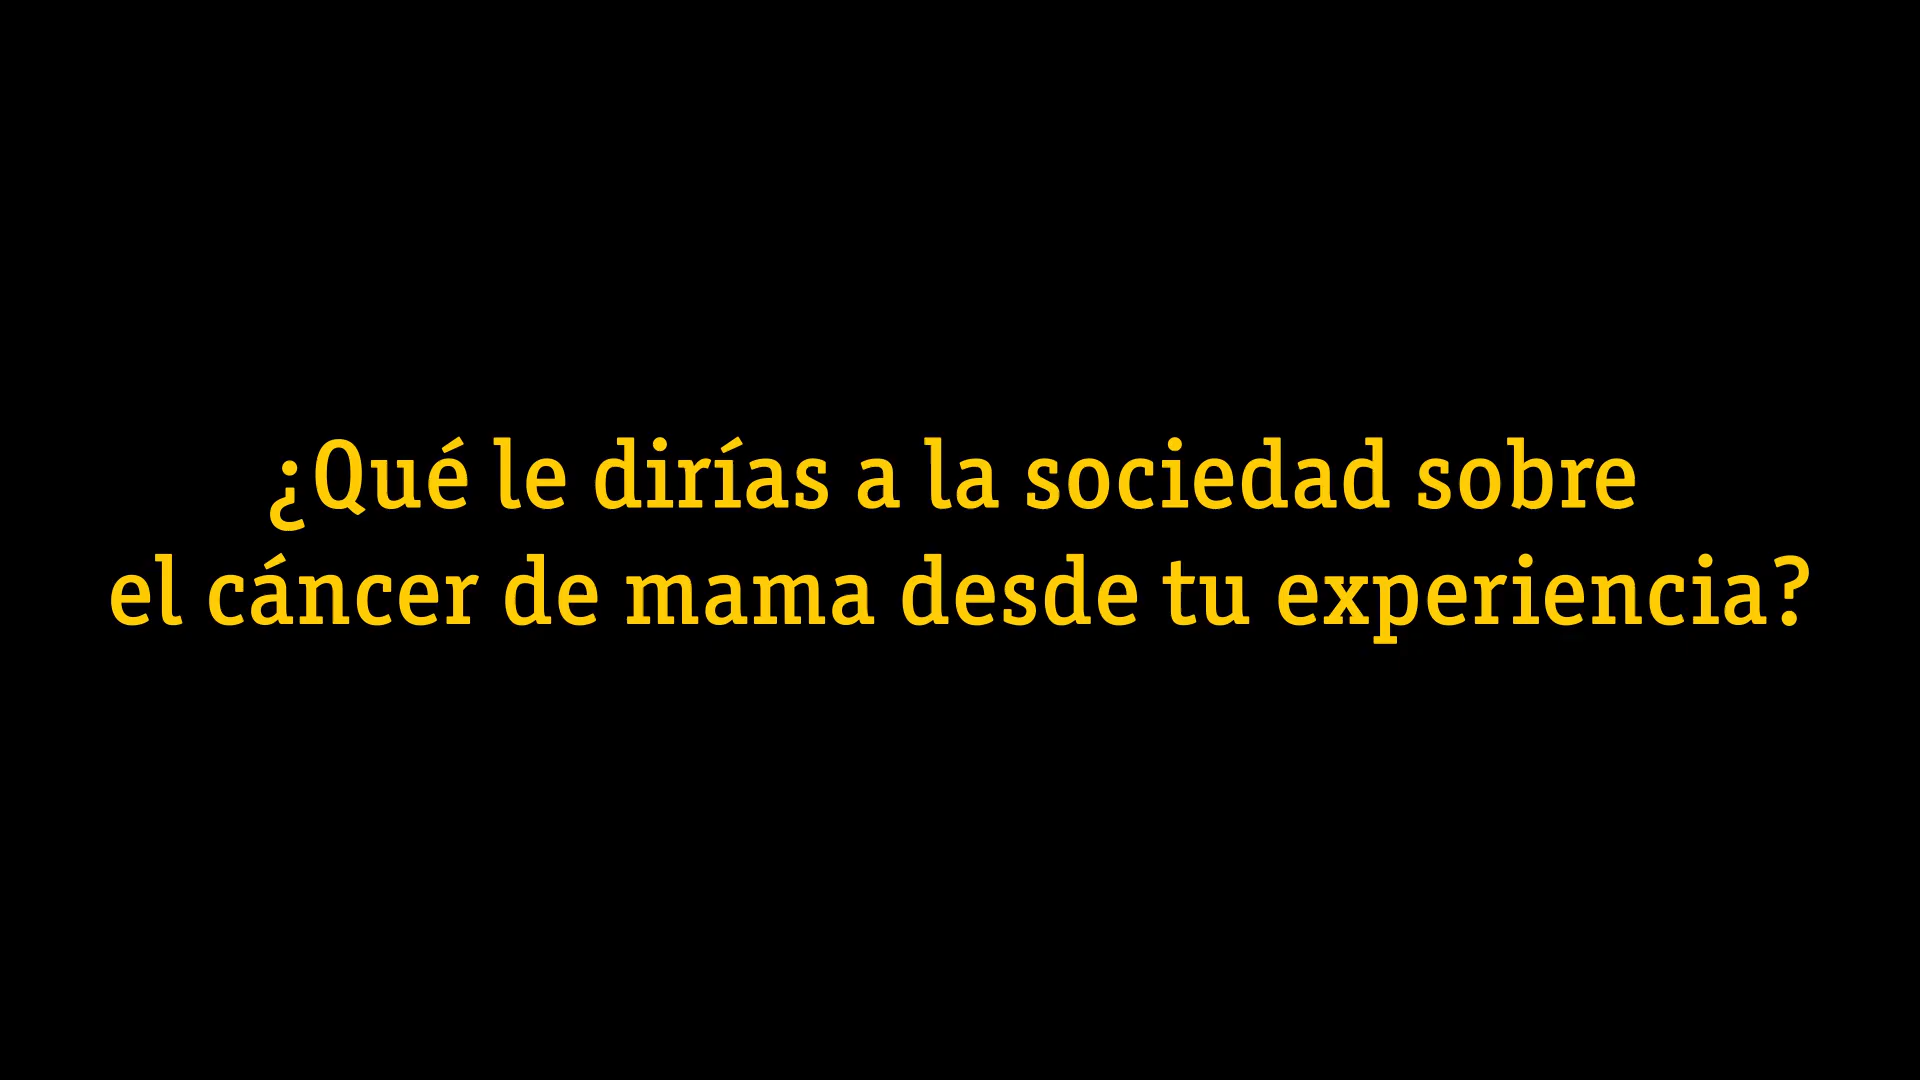 ¿Qué le dirías a la sociedad sobre
el cáncer de mama desde tu experiencia?